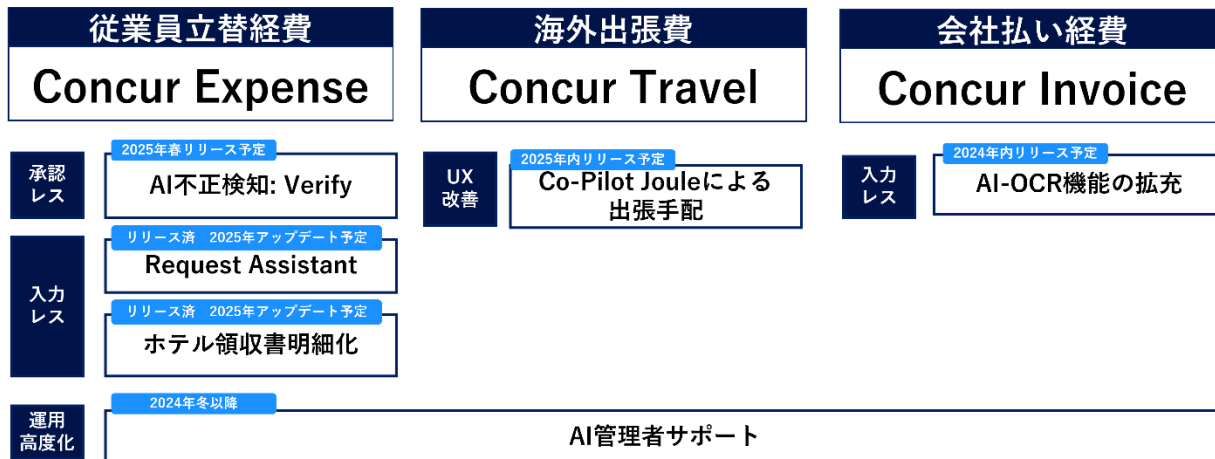 従業員立替経費
Concur Expense
海外出張費
Concur Travel
会社払い経費
Concur Invoice
承認
レス
2025年春リリース予定
AI不正検知: Verify
UX
改善
2025年内リリース予定
Co-Pilot Jouleによる
出張手配
入力
レス
2024年内リリース予定
AI-OCR機能の拡充
入力
レス
リリース済 2025年アップデート予定
Request Assistant
リリース済 2025年アップデート予定
ホテル領収書明細化
運用
高度化
2024年冬以降
AI管理者サポート